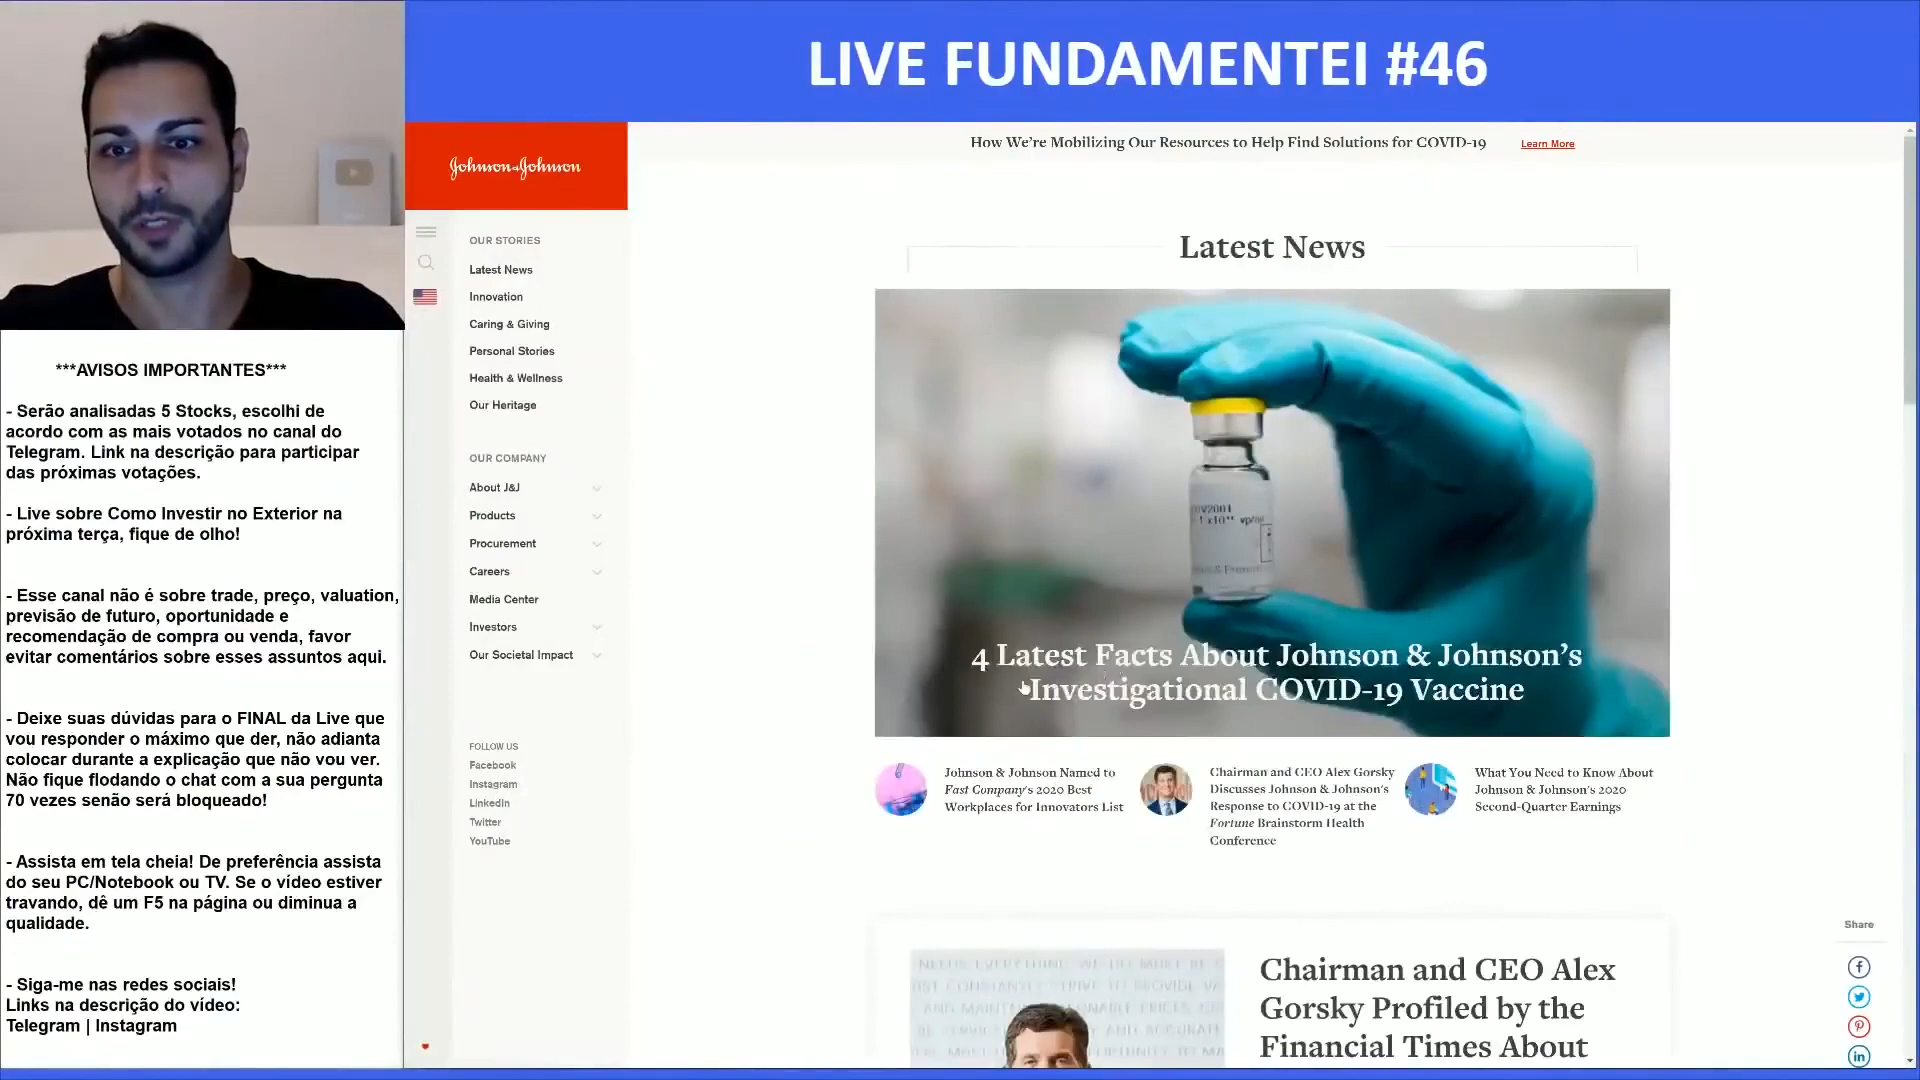 LIVE FUNDAMENTEI #46
***AVISOS IMPORTANTES***
- Serão analisadas 5 Stocks, escolhi de
acordo com as mais votados no canal do
Telegram. Link na descrição para participar
das próximas votações.
- Live sobre Como Investir no Exterior na
próxima terça, fique de olho!
- Esse canal não é sobre trade, preço, valuation,
previsão de futuro, oportunidade e
recomendação de compra ou venda, favor
evitar comentários sobre esses assuntos aqui.
- Deixe suas dúvidas para o FINAL da Live que
vou responder o máximo que der, não adianta
colocar durante a explicação que não vou ver.
Não fique flodando o chat com a sua pergunta
70 vezes senão será bloqueado!
- Assista em tela cheia! De preferência assista
do seu PC/Notebook ou TV. Se o vídeo estiver
travando, dê um F5 na página ou diminua a
qualidade.
- Siga-me nas redes sociais!
Links na descrição do vídeo:
Telegram | Instagram
Johnson & Johnson
OUR STORIES
Latest News
Innovation
Caring & Giving
Personal Stories
Health & Wellness
Our Heritage
OUR COMPANY
About J&J
Products
Procurement
Careers
Media Center
Investors
Our Societal Impact
FOLLOW US
Facebook
Instagram
LinkedIn
Twitter
YouTube
How We're Mobilizing Our Resources to Help Find Solutions for COVID-19 Learn More
Latest News
4 Latest Facts About Johnson & Johnson's
Investigational COVID-19 Vaccine
Johnson & Johnson Named to
Fast Company's 2020 Best
Workplaces for Innovators List
Chairman and CEO Alex Gorsky
Discusses Johnson & Johnson's
Response to COVID-19 at the
Fortune Brainstorm Health
Conference
What You Need to Know About
Johnson & Johnson's 2020
Second-Quarter Earnings
Chairman and CEO Alex
Gorsky Profiled by the
Financial Times About
Share